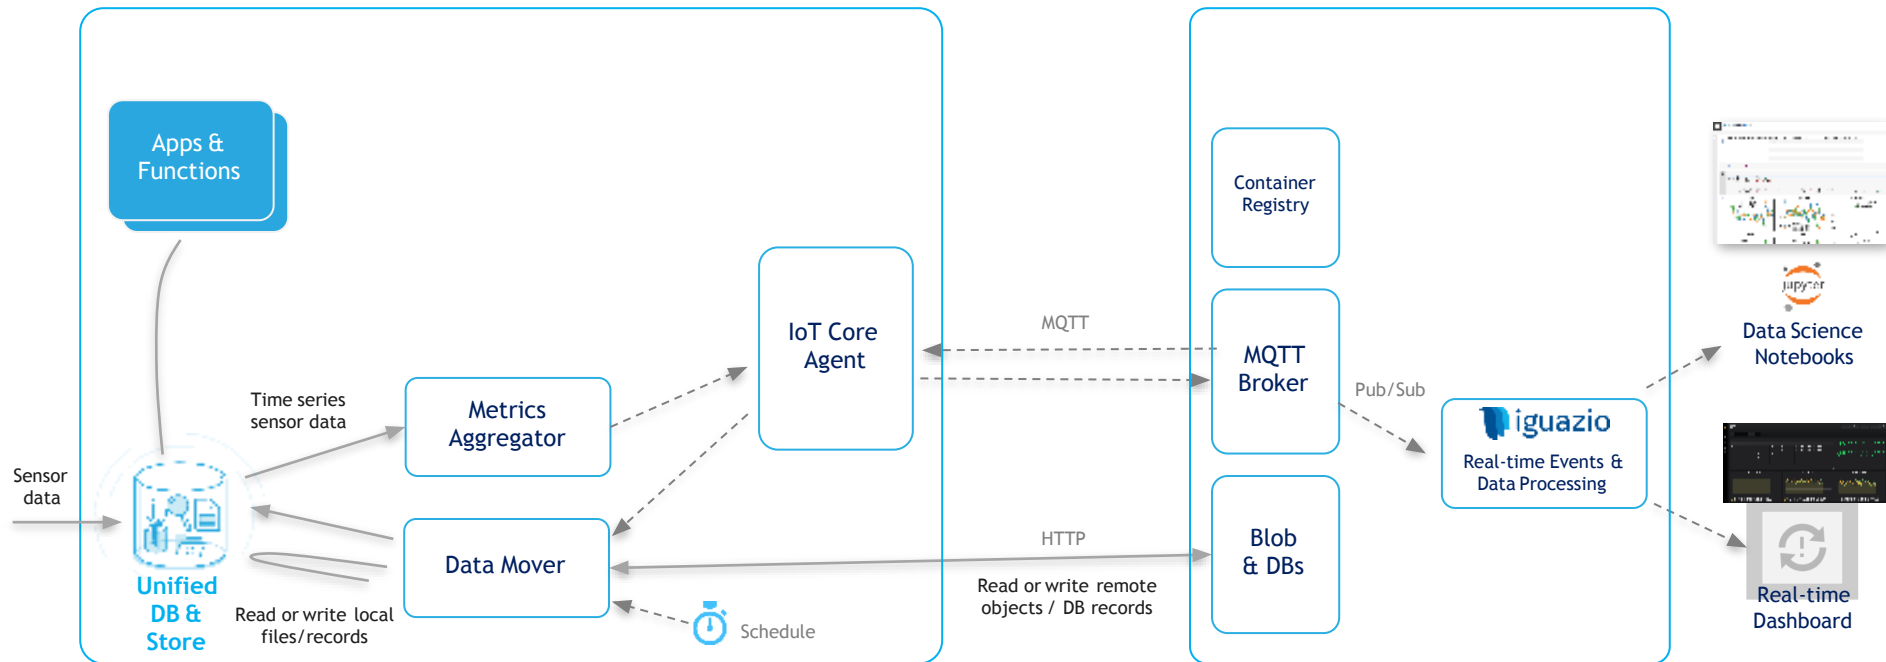 Apps &
Functions
Container
Registry
IoT Core
Agent
MQTT
MQTT
Broker
jupyter
Data Science
Notebooks
Time series
sensor data
Metrics
Aggregator
Pub/Sub
iguazio
Real-time Events &
Data Processing
Sensor
data
Unified
DB &
Store
Data Mover
HTTP
Blob
& DBs
Read or write local
files/records
Schedule
Read or write remote
objects / DB records
Real-time
Dashboard